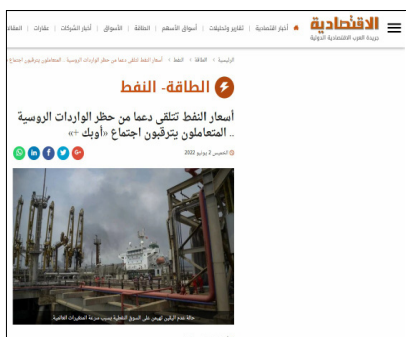 الاقتصادية
جريدة العرب الاقتصادية الدولية
أخبار اقتصادية | تقارير وتحليلات | أسواق الأسهم | الطاقة | الأسواق | أخبار الشركات | عقارات | المقالات
الرئيسية > الطاقة > النفط > أسعار النفط تتلقى دعما من حظر الواردات الروسية .. المتعاملون يترقبون اجتماع
الطاقة- النفط
أسعار النفط تتلقى دعما من حظر الواردات الروسية
.. المتعاملون يترقبون اجتماع «أوبك +»
الخميس 2 يونيو 2022
حالة عدم اليقين تهيمن على السوق النفطية بسبب سرعة المتغيرات العالمية